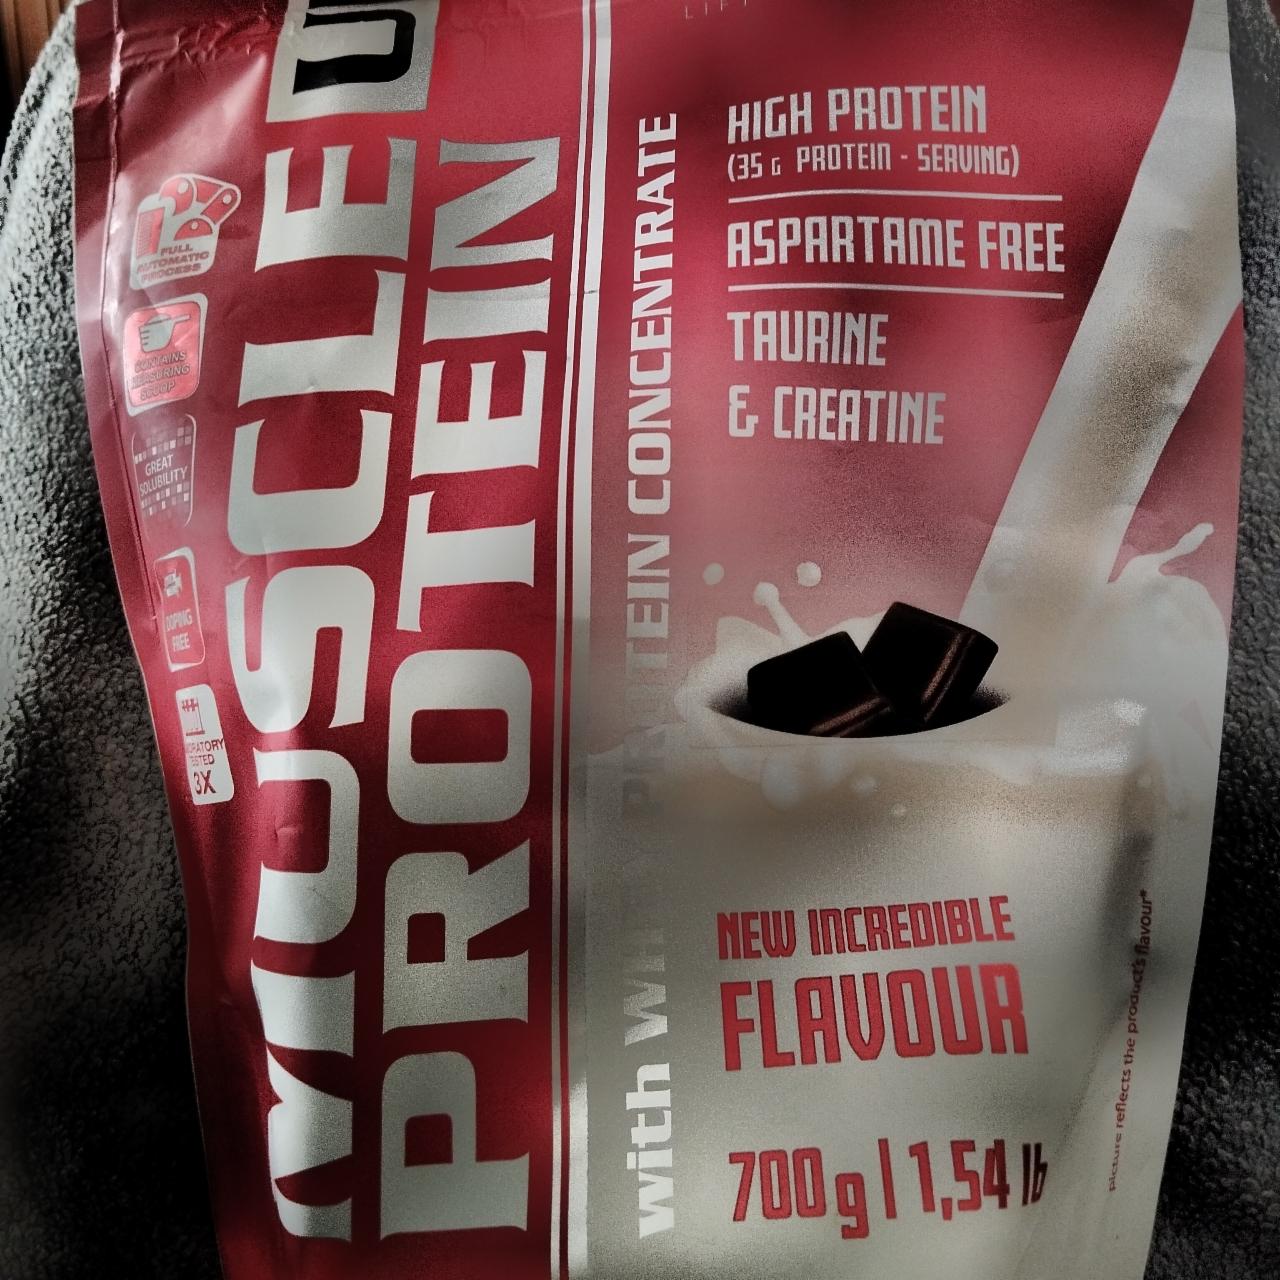 MUSCLE U
PROTEIN
with WHEY PROTEIN CONCENTRATE
HIGH PROTEIN
(35 G PROTEIN - SERVING)
ASPARTAME FREE
TAURINE
& CREATINE
FULL
AUTOMATIC
PROCESS
CONTAINS
MEASURING
SCOOP
GREAT
SOLUBILITY
DOPING
FREE
TESTED
3X
NEW INCREDIBLE
FLAVOUR
700 g | 1,54 lb
picture reflects the product's flavour*